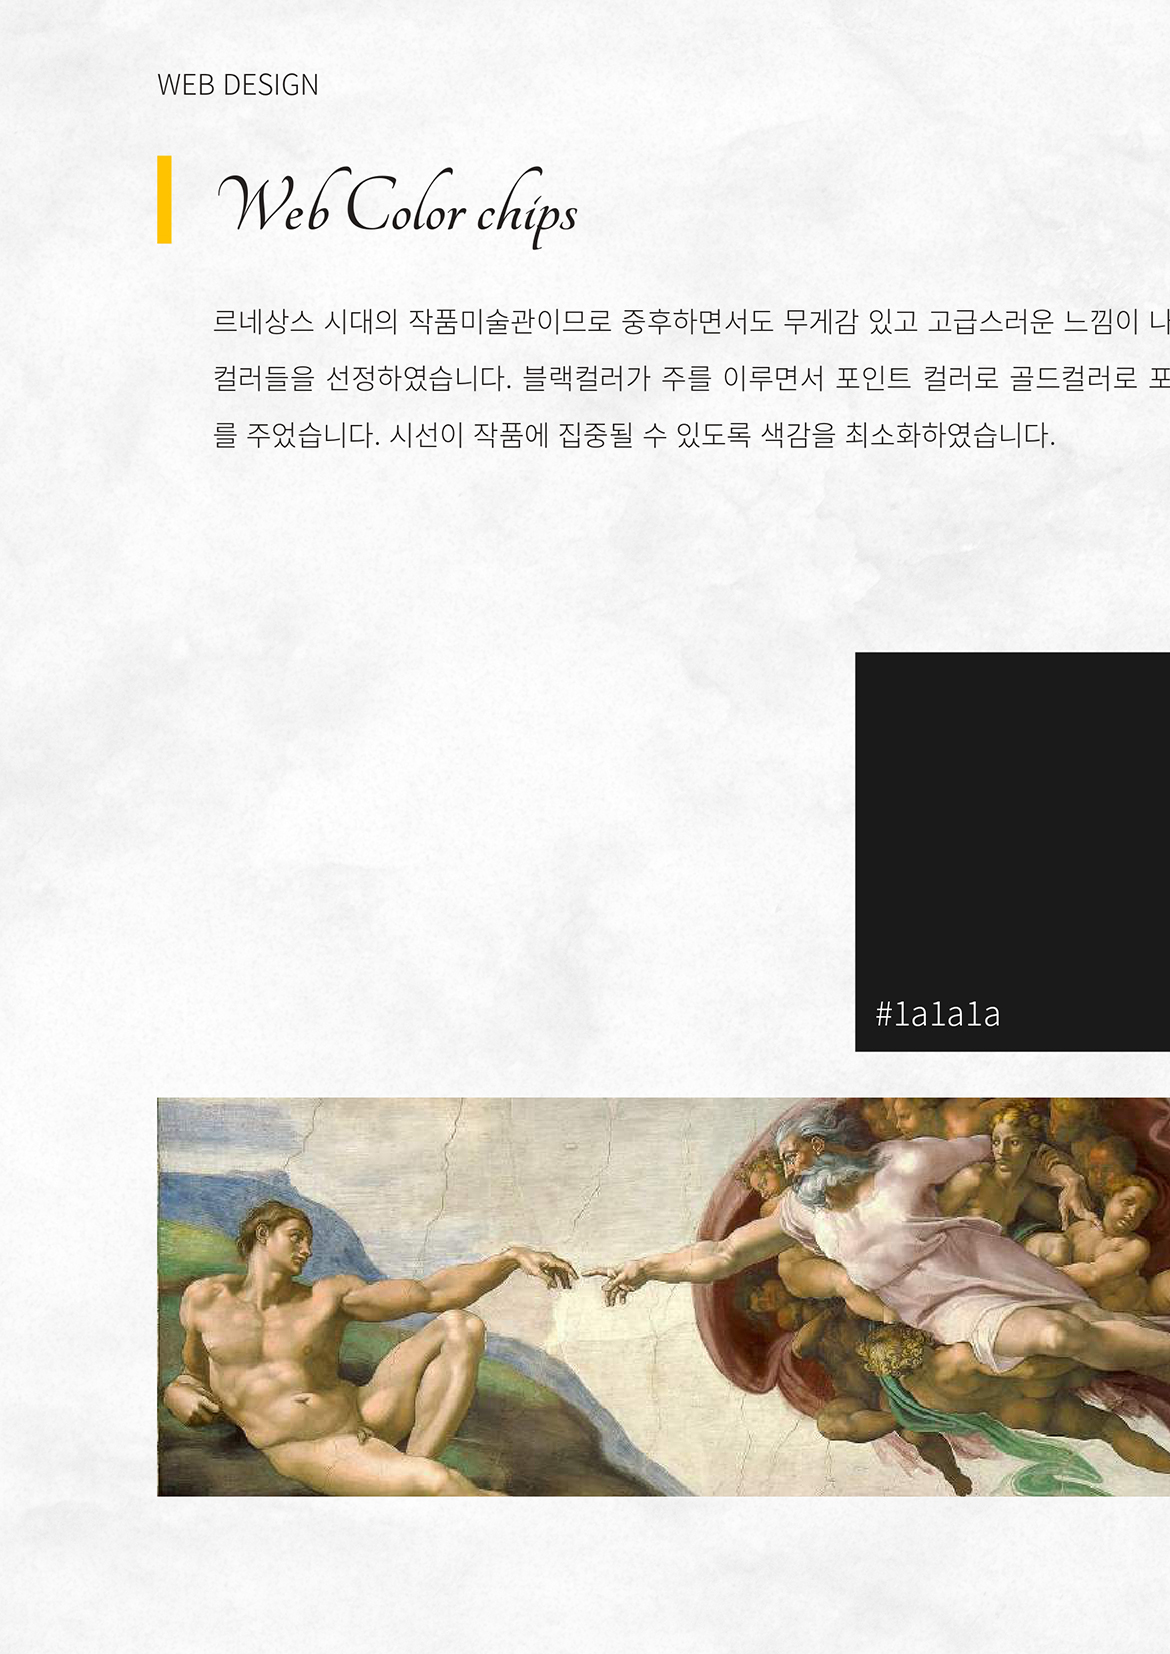 WEB DESIGN
Web Color chips
르네상스 시대의 작품미술관이므로 중후하면서도 무게감 있고 고급스러운 느낌이 나
컬러들을 선정하였습니다. 블랙컬러가 주를 이루면서 포인트 컬러로 골드컬러로 포
를 주었습니다. 시선이 작품에 집중될 수 있도록 색감을 최소화하였습니다.
#1a1a1a